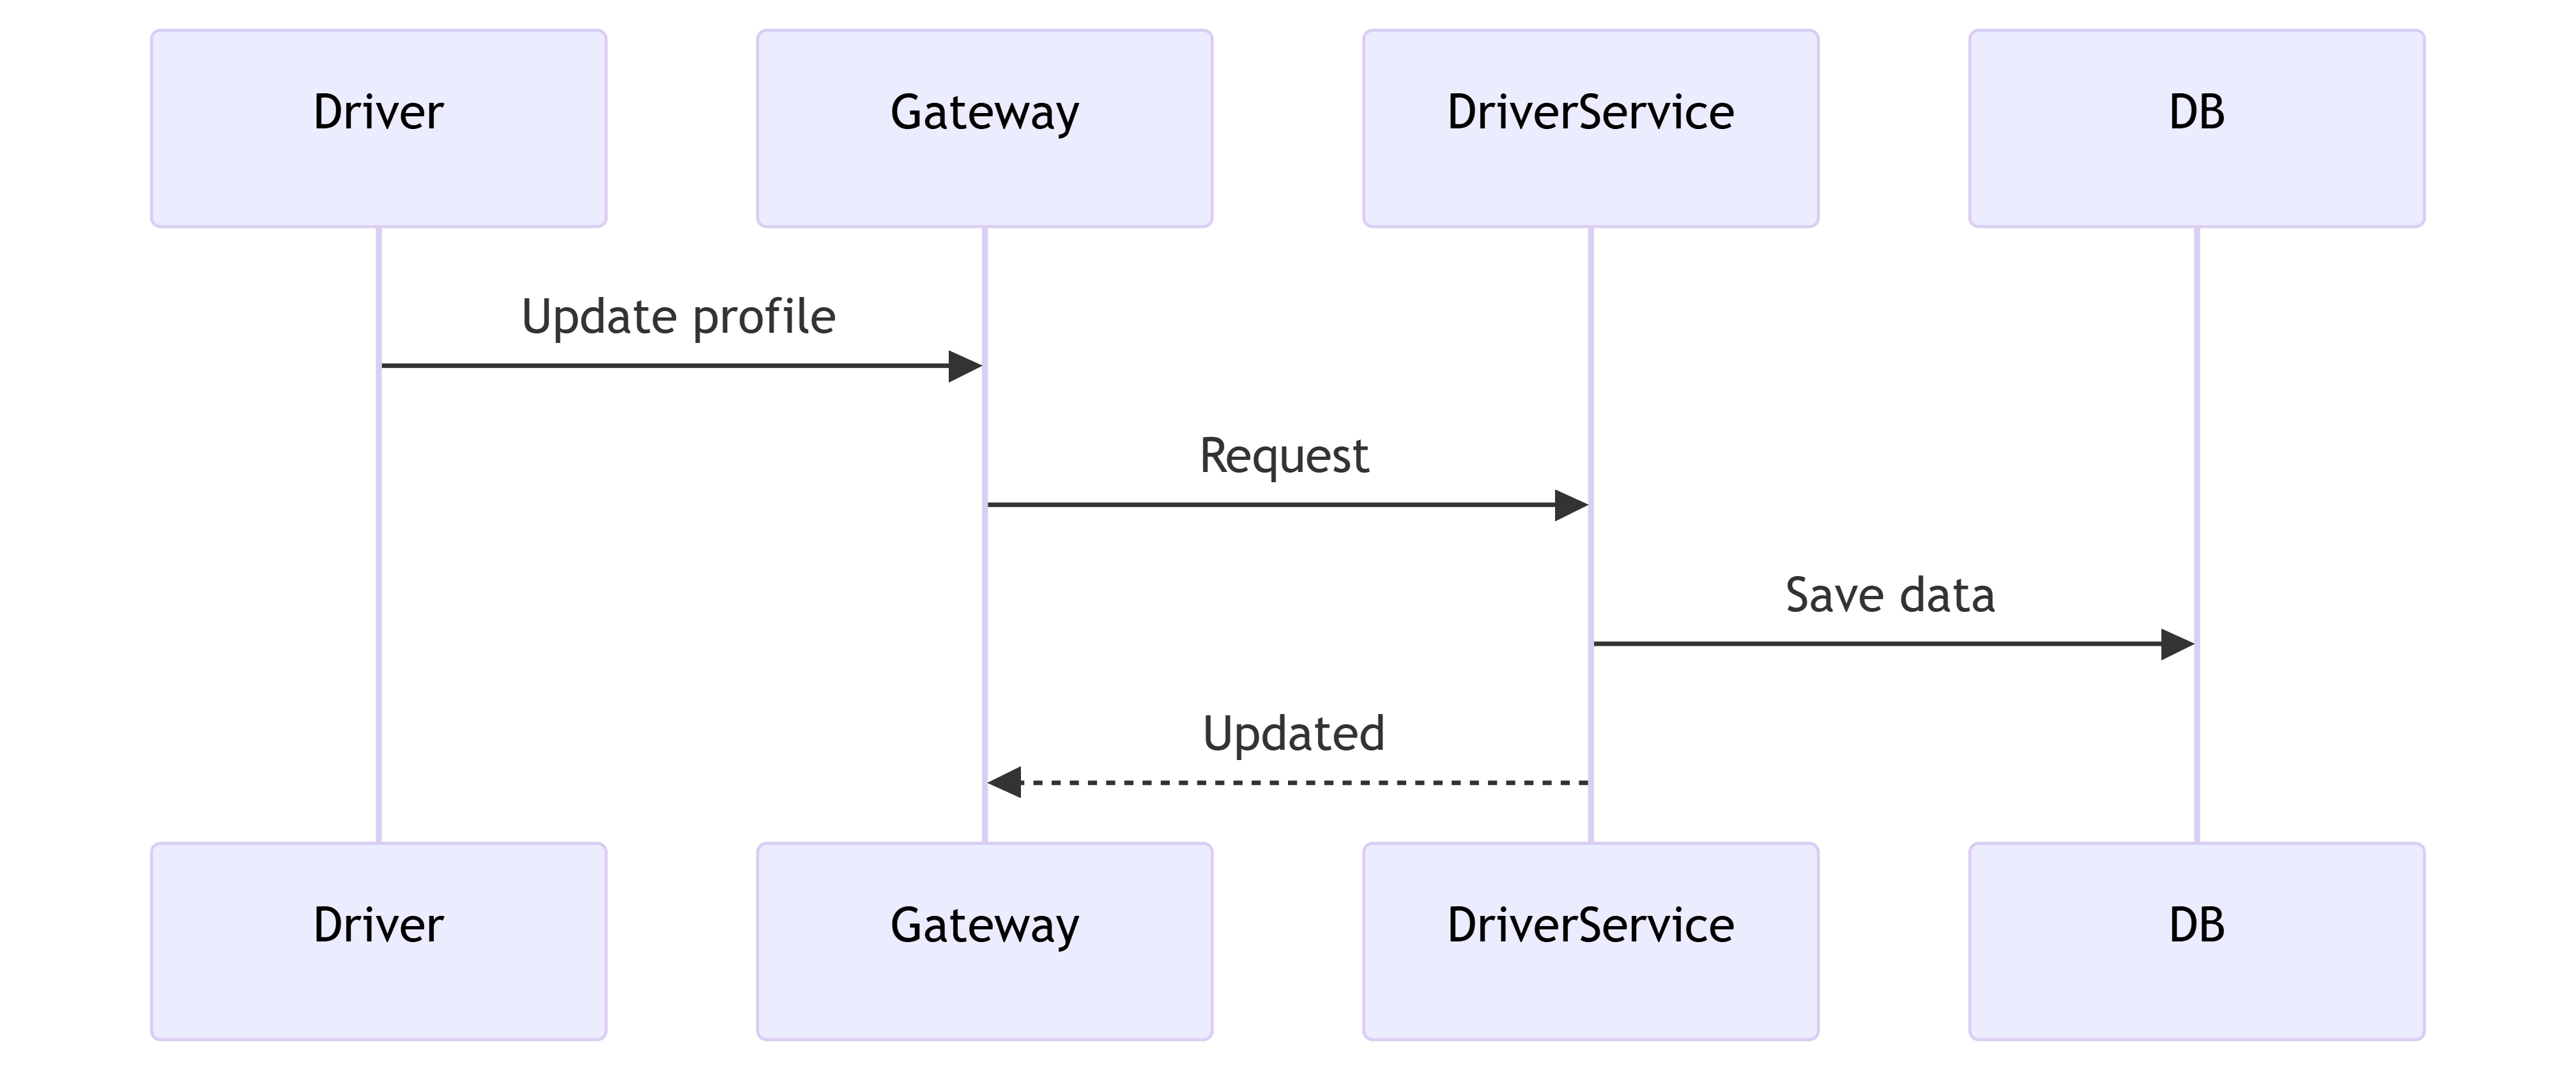 Driver
Gateway
DriverService
DB
Update profile
Request
Save data
Updated
Driver
Gateway
DriverService
DB